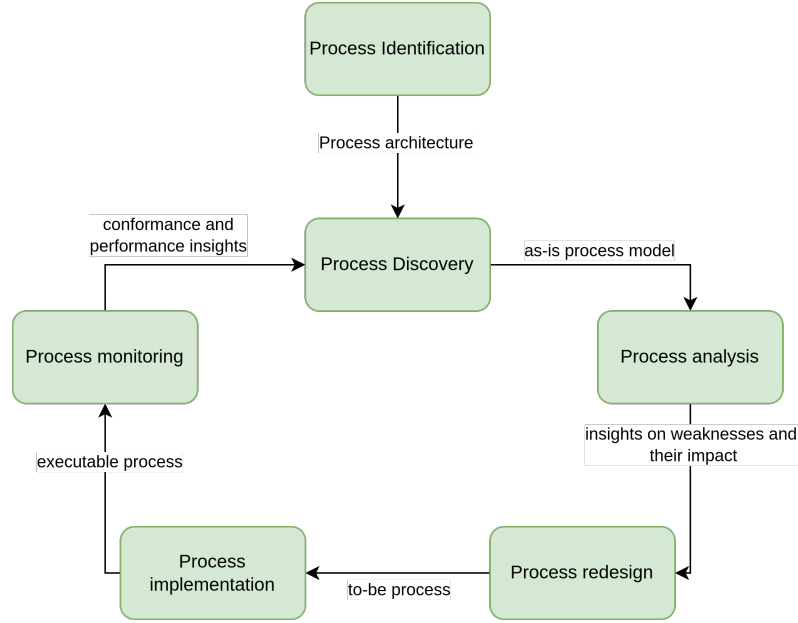 Process Identification
Process architecture
conformance and
performance insights
Process Discovery
as-is process model
Process monitoring
Process analysis
insights on weaknesses and
their impact
executable process
Process
implementation
to-be process
Process redesign